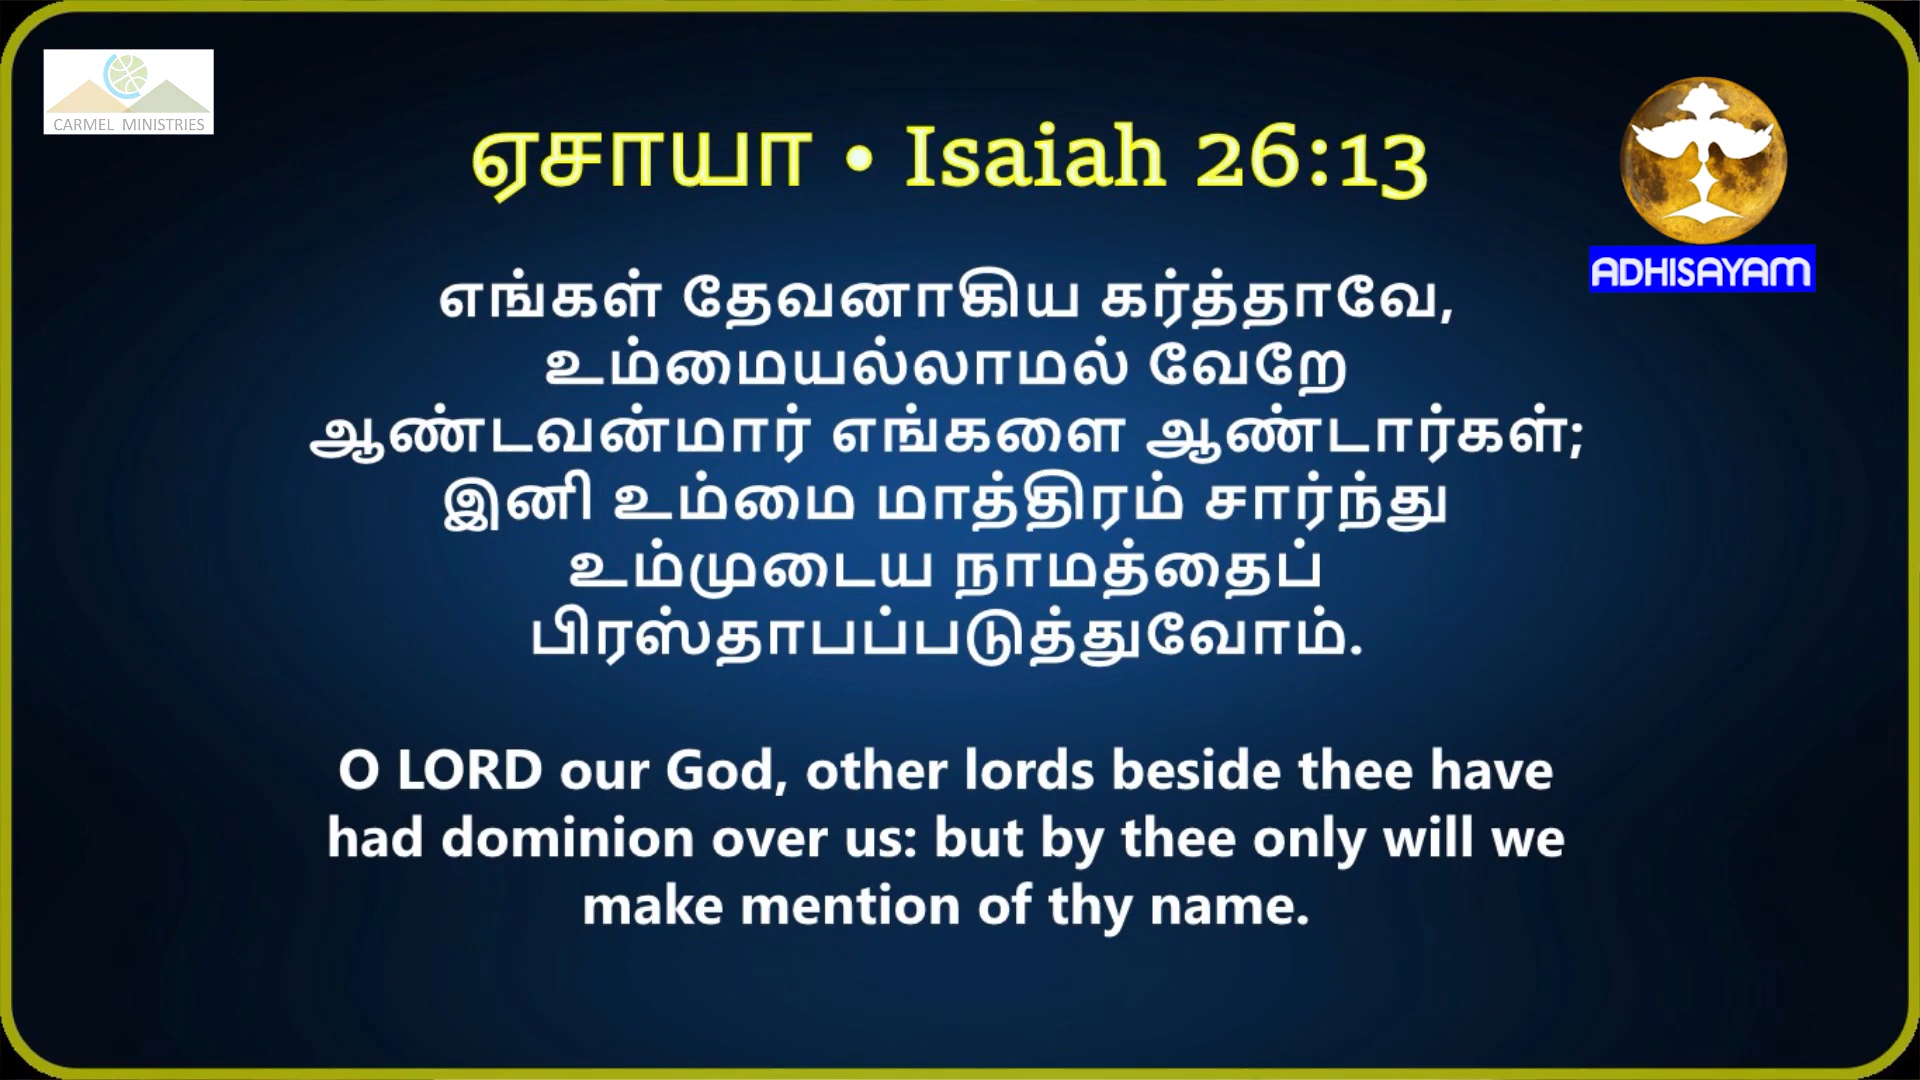 CARMEL MINISTRIES
ஏசாயா • Isaiah 26:13
ADHISAYAM
எங்கள் தேவனாகிய கர்த்தாவே,
உம்மையல்லாமல் வேறே
ஆண்டவன்மார் எங்களை ஆண்டார்கள்;
இனி உம்மை மாத்திரம் சார்ந்து
உம்முடைய நாமத்தைப்
பிரஸ்தாபப்படுத்துவோம்.
O LORD our God, other lords beside thee have
had dominion over us: but by thee only will we
make mention of thy name.